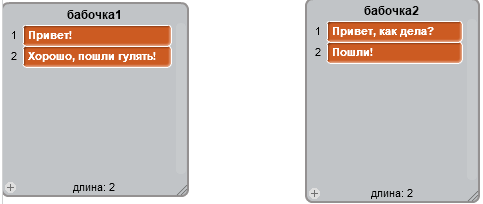 бабочка1
1 Привет!
2 Хорошо, пошли гулять!
+ длина: 2
бабочка2
1 Привет, как дела?
2 Пошли!
+ длина: 2